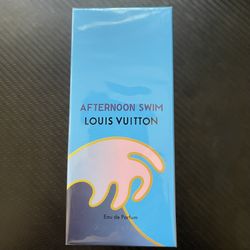 AFTERNOON SWIM
LOUIS VUITTON
Eau de Parfum